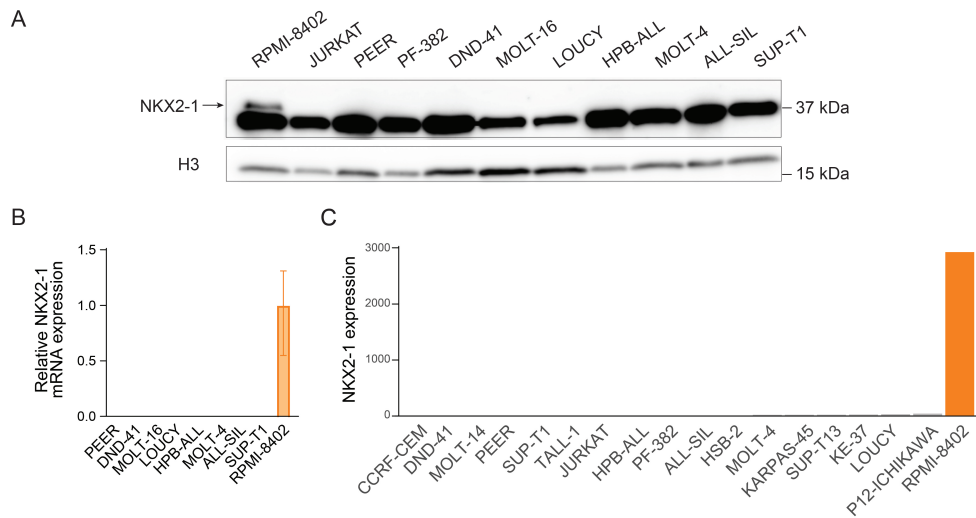 A
RPMI-8402 JURKAT PEER PF-382 DND-41 MOLT-16 LOUCY HPB-ALL MOLT-4 ALL-SIL SUP-T1
NKX2-1
37 kDa
H3
15 kDa
B
Relative NKX2-1
mRNA expression
1.5
1.0
0.5
0.0
PEER DND-41 MOLT-16 LOUCY HPB-ALL MOLT-4 ALL-SIL SUP-T1 RPMI-8402
C
NKX2-1 expression
3000
2000
1000
0
CCRF-CEM DND-41 MOLT-14 PEER SUP-T1 TALL-1 JURKAT HPB-ALL PF-382 ALL-SIL HSB-2 MOLT-4 KARPAS-45 SUP-T13 KE-37 LOUCY P12-ICHIKAWA RPMI-8402